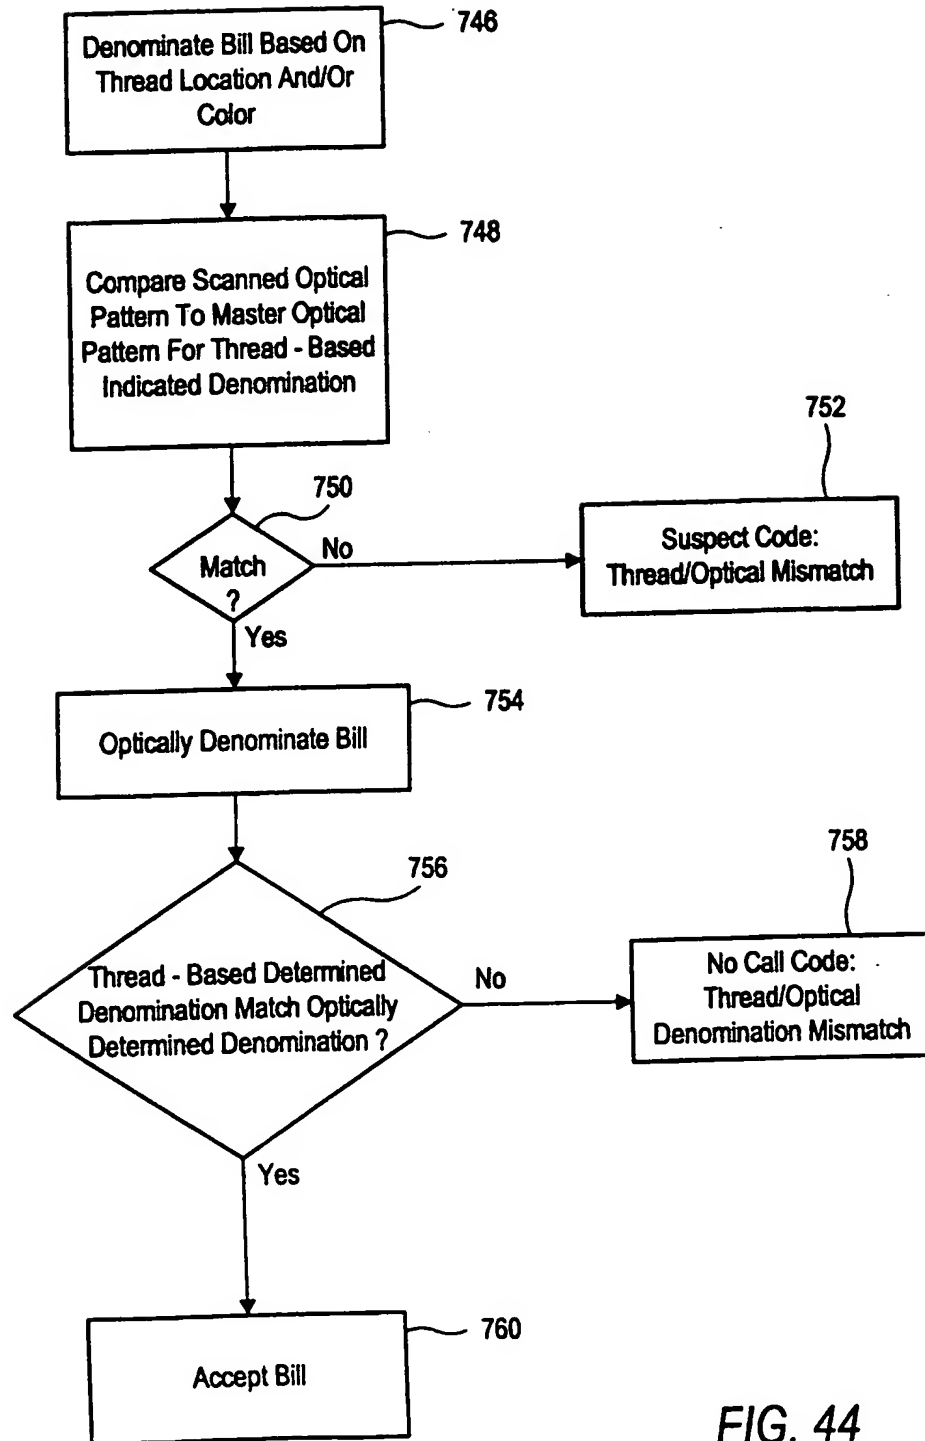 746
Denominate Bill Based On
Thread Location And/Or
Color
748
Compare Scanned Optical
Pattern To Master Optical
Pattern For Thread - Based
Indicated Denomination
752
750
Match
?
No
Suspect Code:
Thread/Optical Mismatch
Yes
754
Optically Denominate Bill
758
756
Thread - Based Determined
Denomination Match Optically
Determined Denomination ?
No
No Call Code:
Thread/Optical
Denomination Mismatch
Yes
760
Accept Bill
FIG. 44